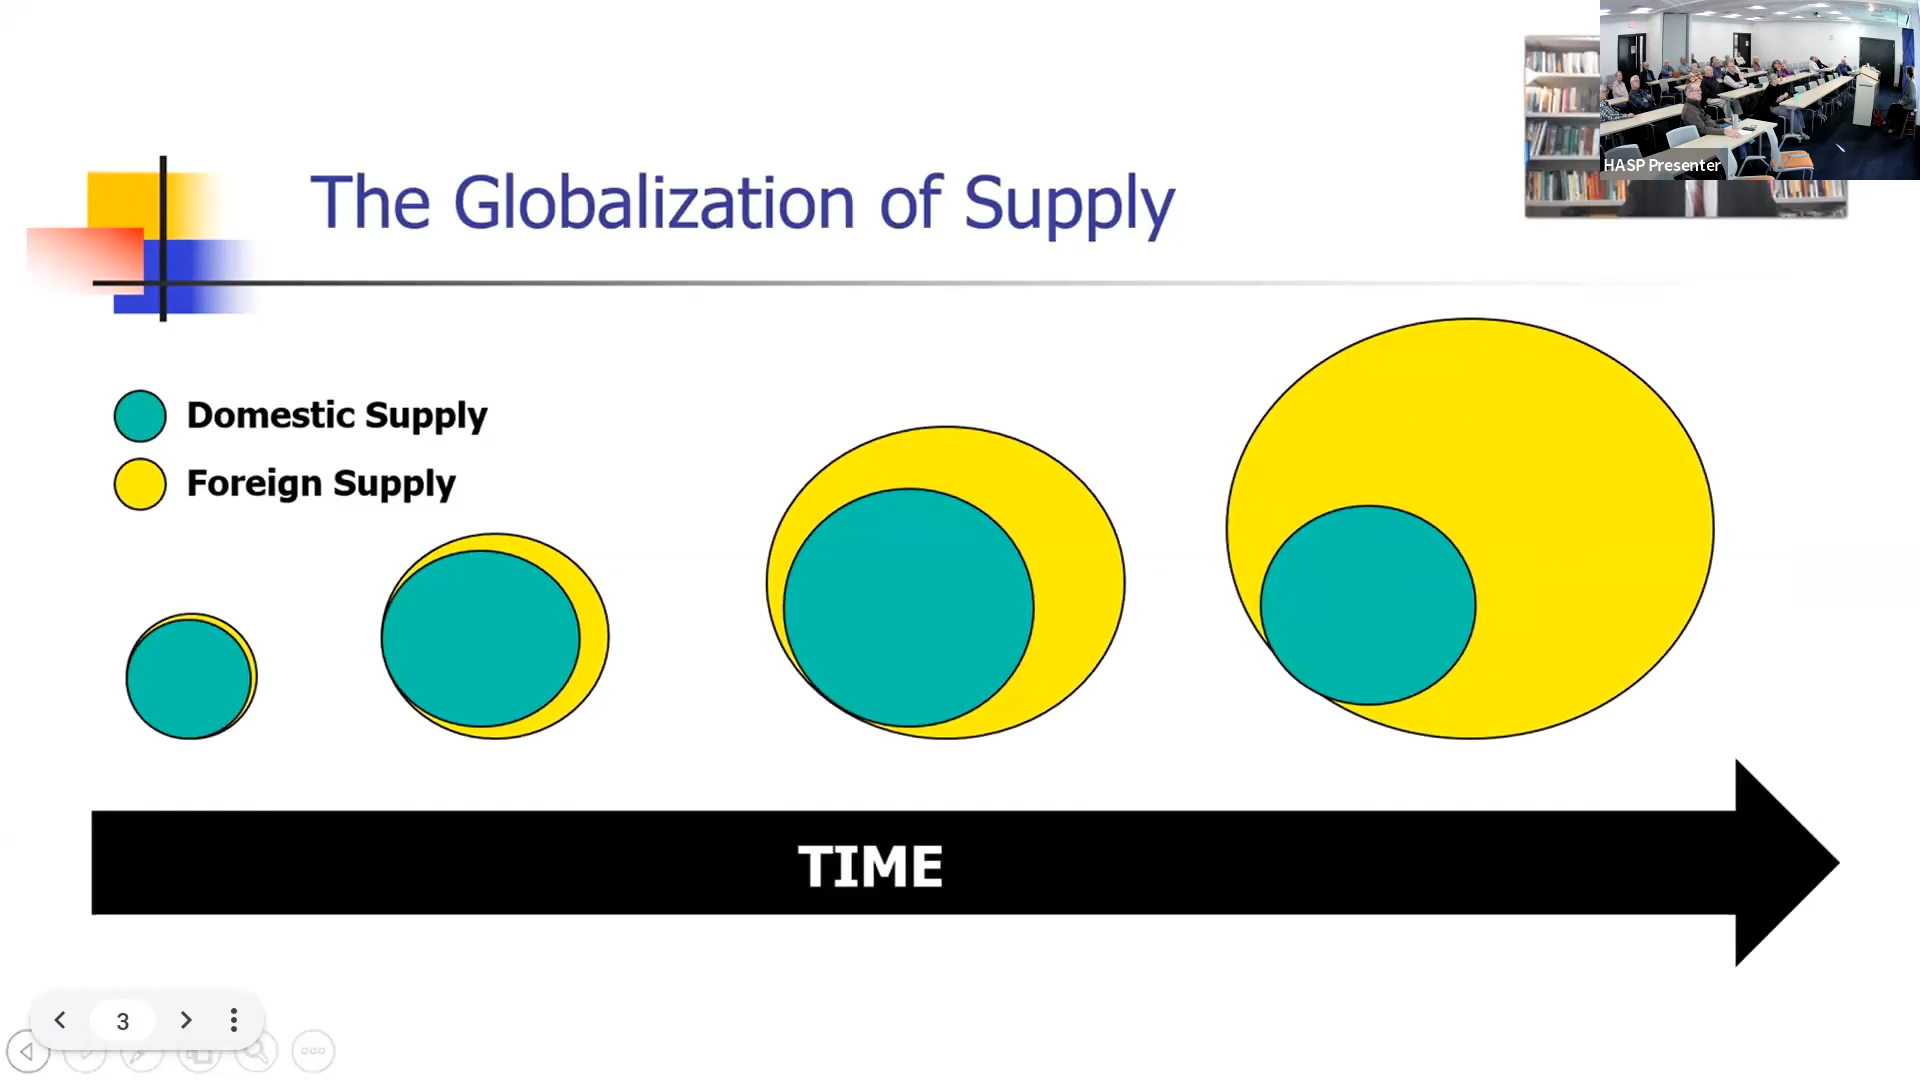 HASP Presenter
The Globalization of Supply
Domestic Supply
Foreign Supply
TIME
3